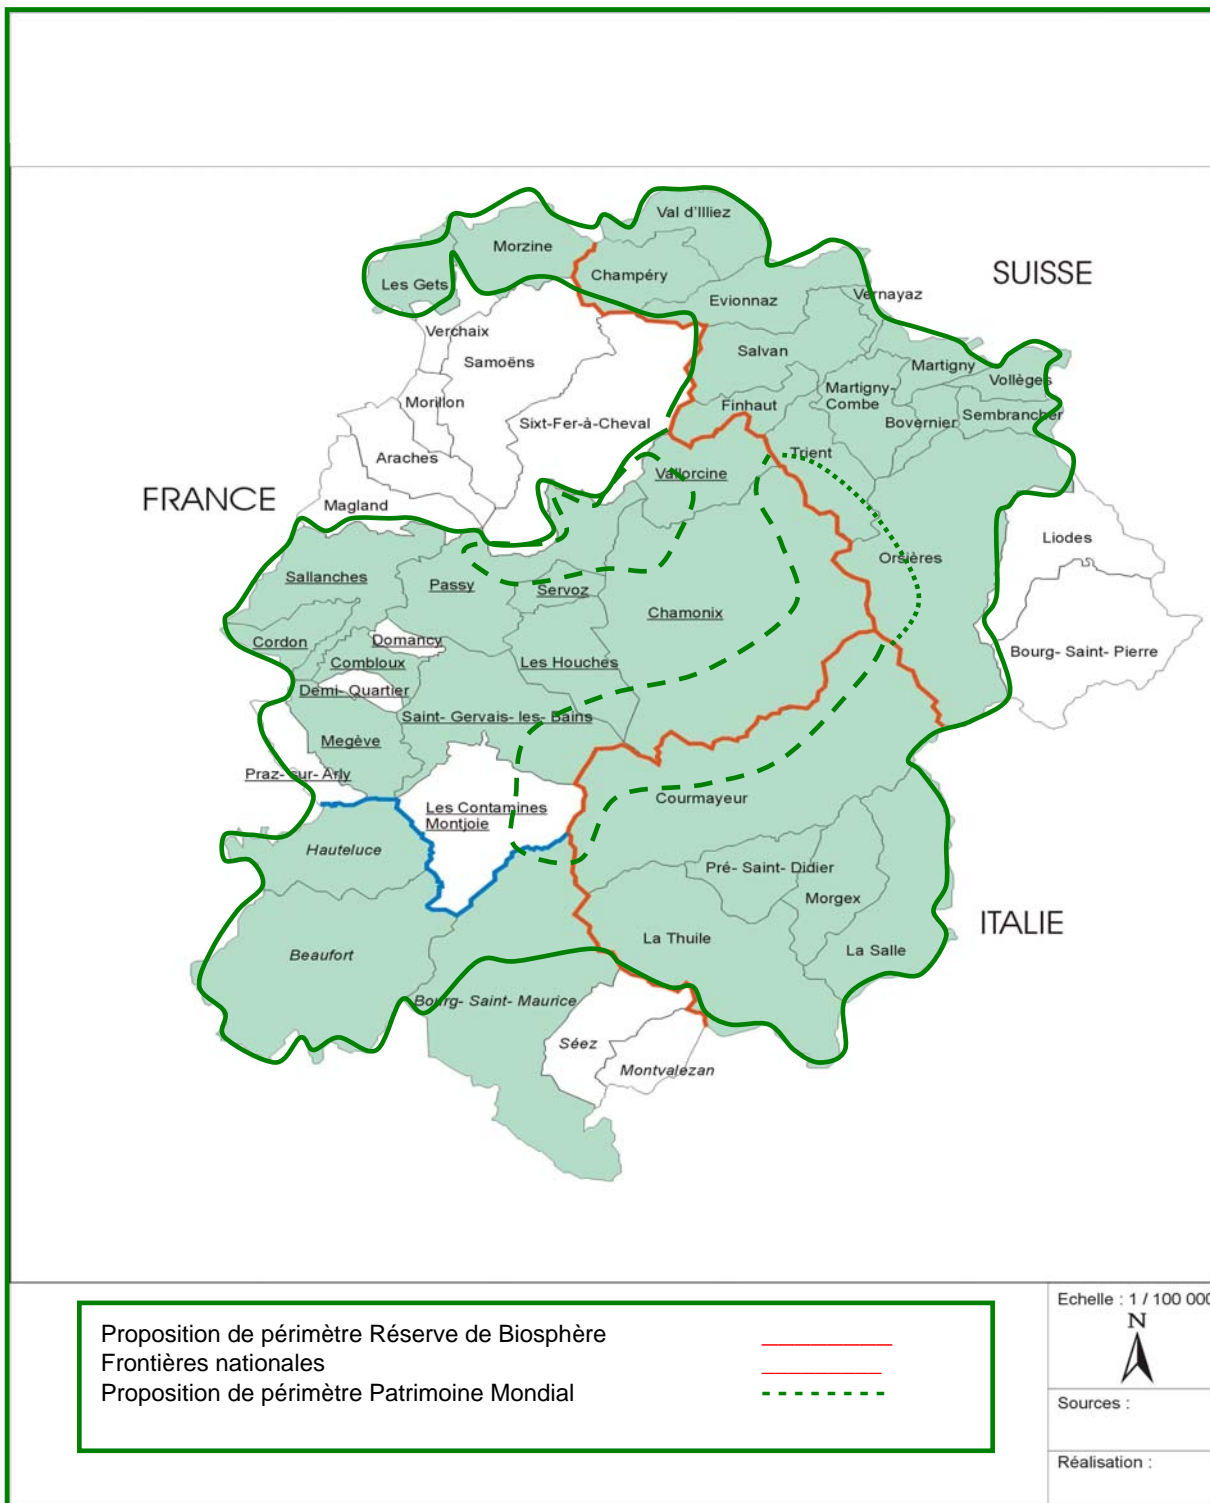 Val d'Illiez
Morzine
SUISSE
Champéry
Les Gets
Vernayaz
Evionnaz
Verchaix
Salvan
Samoëns
Martigny
Vollèges
Martigny-
Combe
Morillon
Finhaut
Sembrancher
Bovernier
Sixt-Fer-à-Cheval
Trient
Araches
Vallorcine
FRANCE
Magland
Liodes
Orsières
Sallanches
Passy
Servoz
Chamonix
Domancy
Cordon
Bourg- Saint- Pierre
Combloux
Les Houches
Demi- Quartier
Saint- Gervais- les- Bains
Megève
Praz- sur- Arly
Courmayeur
Les Contamines
Montjoie
Hauteluce
Pré- Saint- Didier
Morgex
ITALIE
La Thuile
La Salle
Beaufort
Bourg- Saint- Maurice
Séez
Montvalezan
Proposition de périmètre Réserve de Biosphère
Frontières nationales
Proposition de périmètre Patrimoine Mondial
Echelle : 1 / 100 000
N
Sources :
Réalisation :